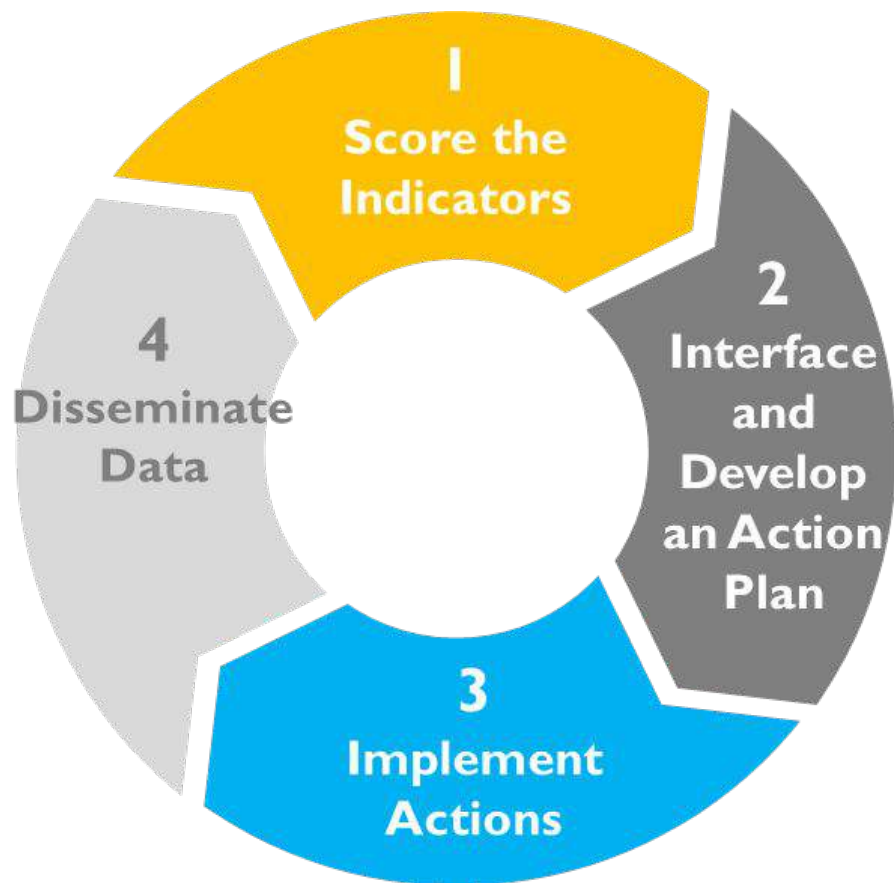 1
Score the
Indicators
2
Interface
and
Develop
an Action
Plan
3
Implement
Actions
4
Disseminate
Data